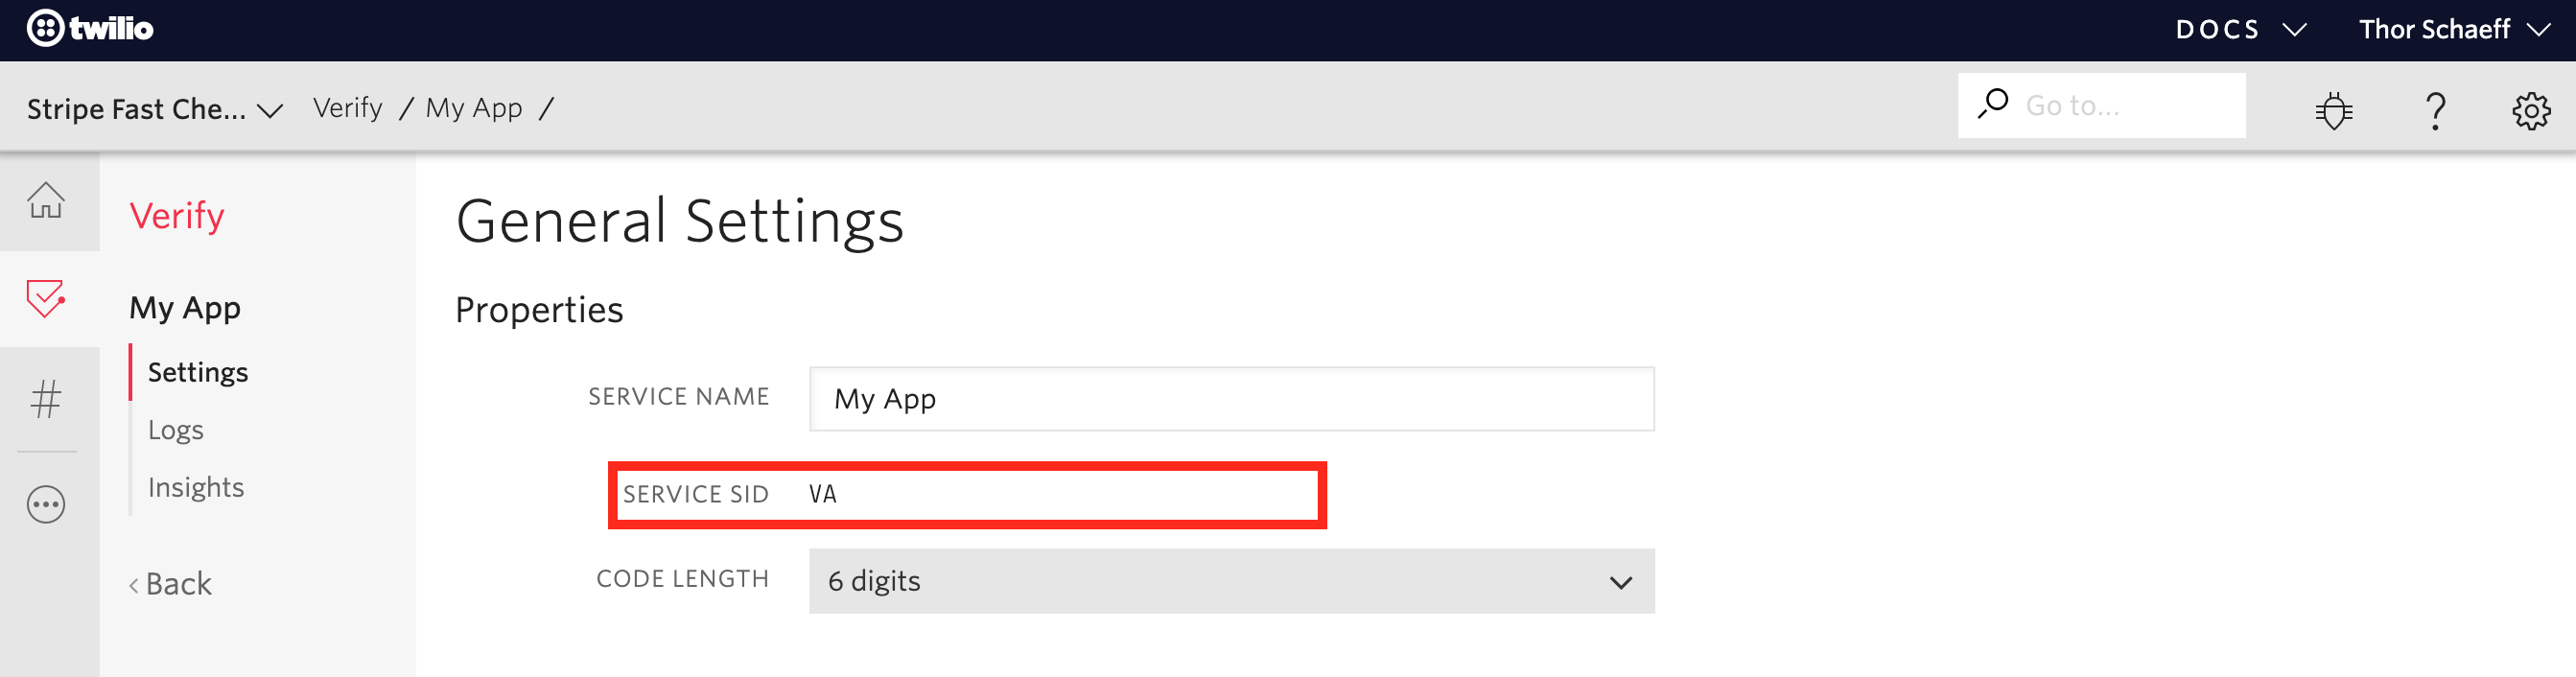 twilio
DOCS
Thor Schaeff
Stripe Fast Che...
Verify / My App /
Go to...
?
Verify
My App
Settings
Logs
Insights
‹ Back
#
General Settings
Properties
SERVICE NAME My App
SERVICE SID VA
CODE LENGTH 6 digits